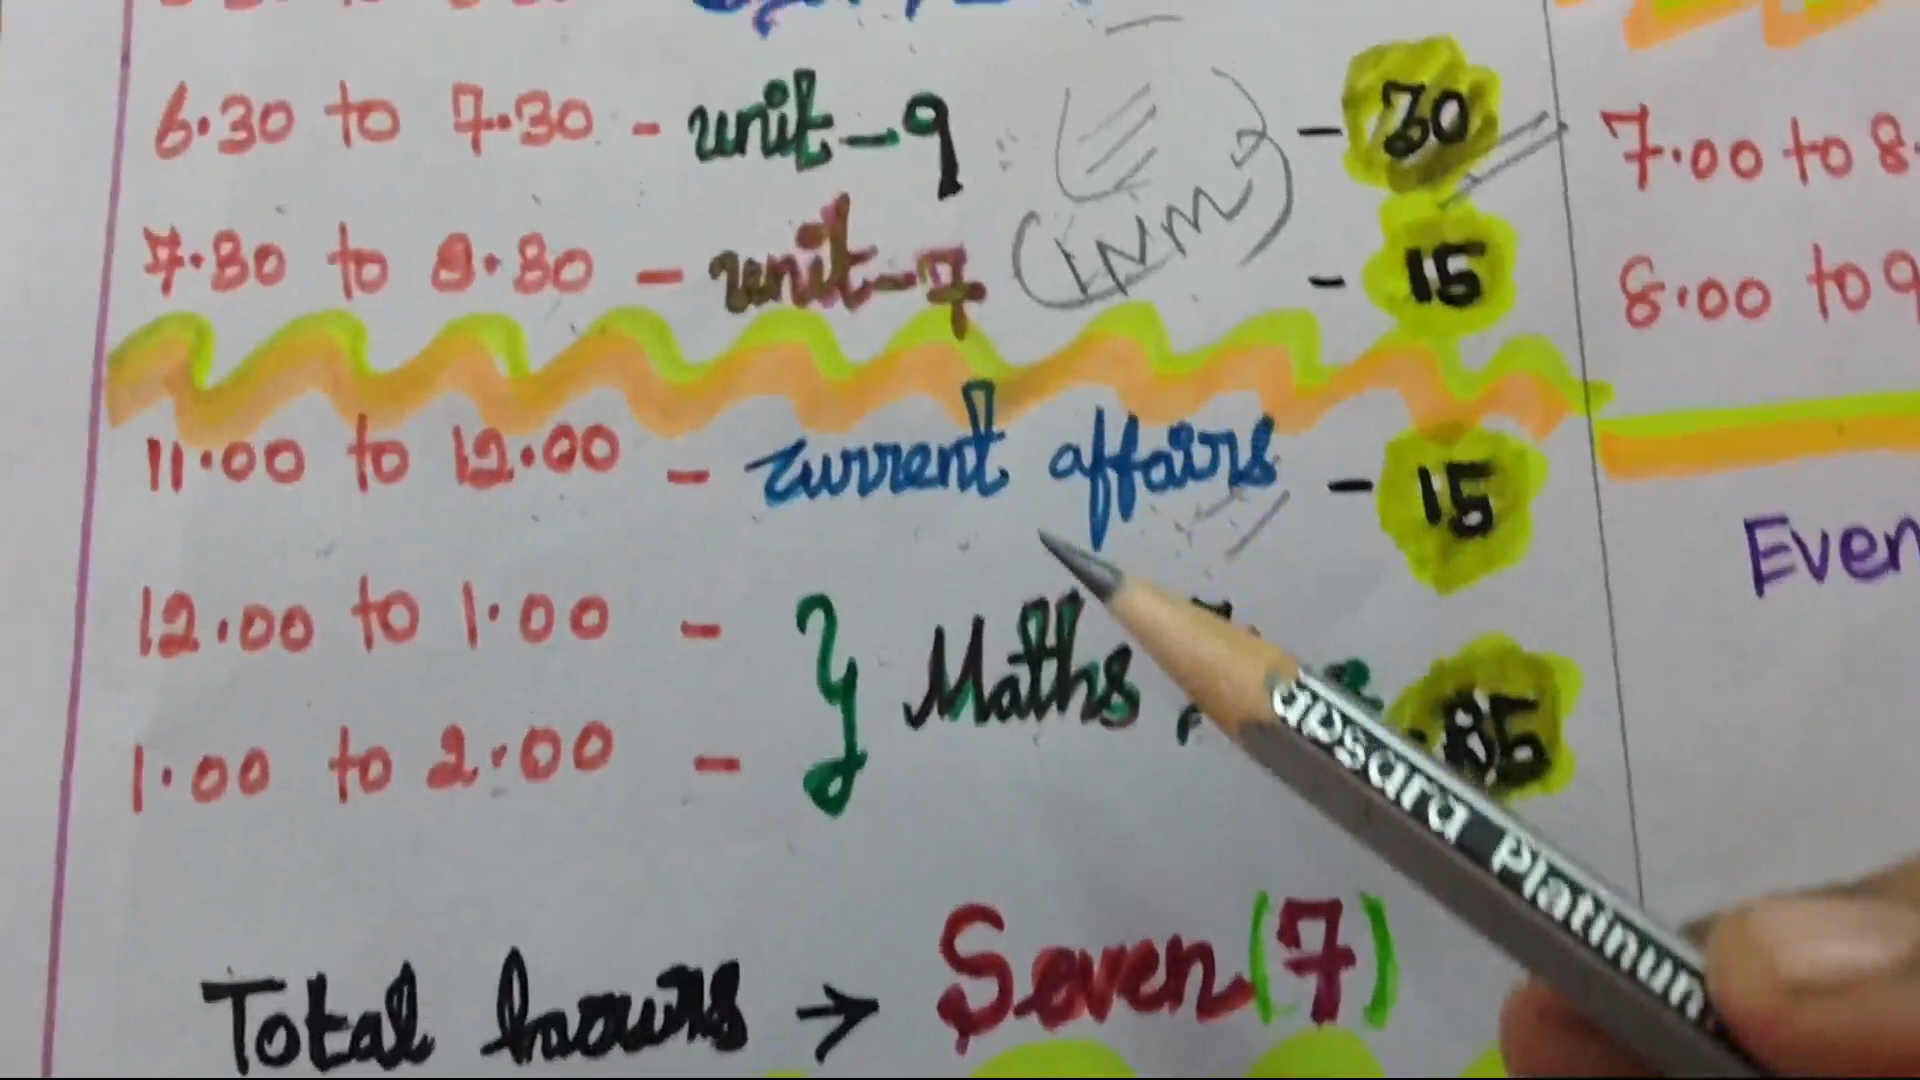 6.30 to 7.30 - unit-9 - 30
(INM)
7.30 to 8.30 - unit-7 - 15
11.00 to 12.00 - current affairs - 15
12.00 to 1.00 -
Maths
1.00 to 2.00 -
Total hours → Seven (7)
7.00 to 8.
8.00 to 9
Even
apsara Platinum